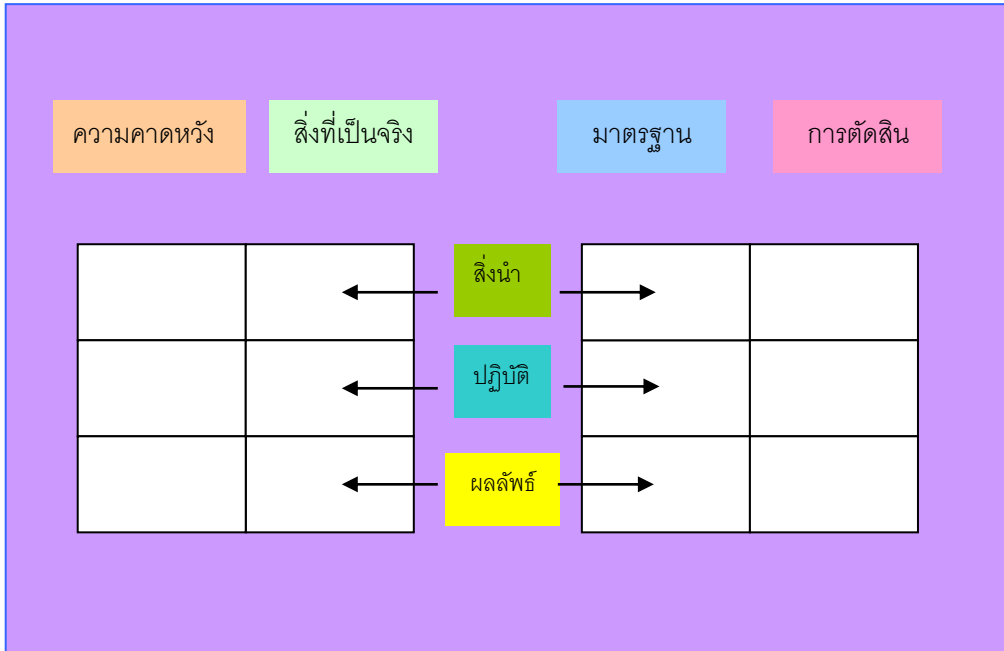 ความคาดหวัง สิ่งที่เป็นจริง มาตรฐาน การตัดสิน
สิ่งนำ
ปฏิบัติ
ผลลัพธ์